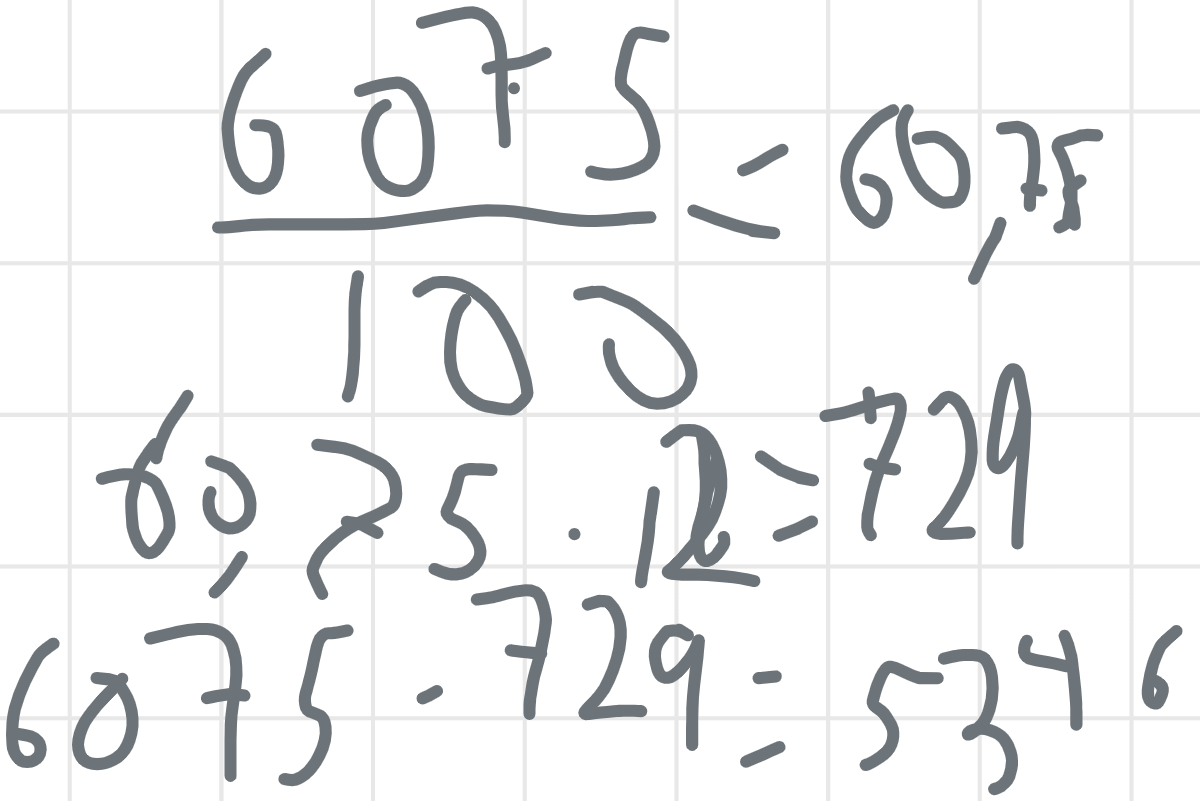 6075/100 = 60,75
60,75 · 12 = 729
6075 - 729 = 5346